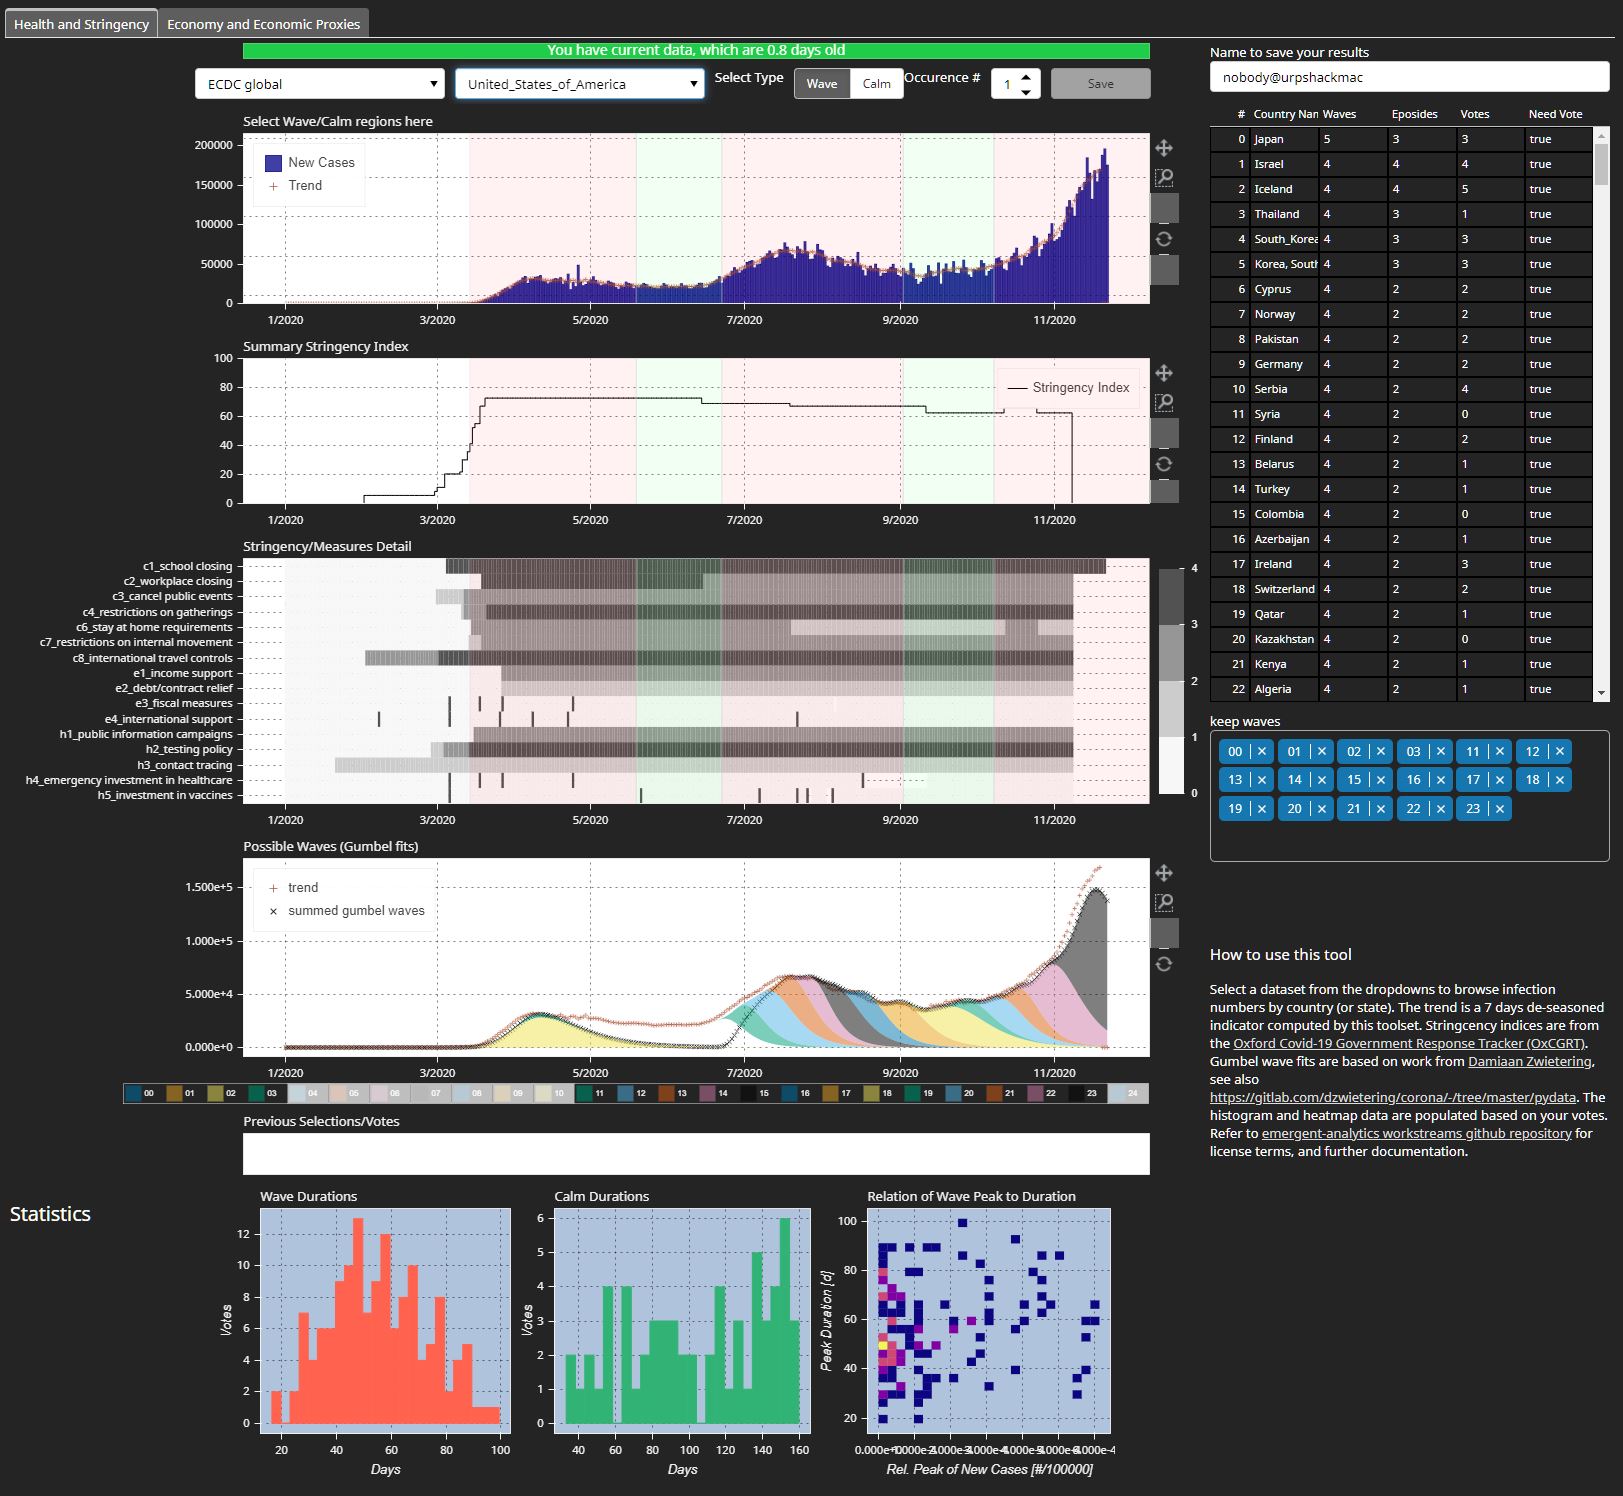 Health and Stringency
Economy and Economic Proxies
You have current data, which are 0.8 days old
ECDC global
United_States_of_America
Select Type
Wave
Calm
Occurence #
1
Save
Name to save your results
nobody@urpshackmac
Select Wave/Calm regions here
200000
150000
100000
50000
0
New Cases
Trend
1/2020 3/2020 5/2020 7/2020 9/2020 11/2020
Summary Stringency Index
100
80
60
40
20
0
Stringency Index
1/2020 3/2020 5/2020 7/2020 9/2020 11/2020
Stringency/Measures Detail
c1_school closing
c2_workplace closing
c3_cancel public events
c4_restrictions on gatherings
c6_stay at home requirements
c7_restrictions on internal movement
c8_international travel controls
e1_income support
e2_debt/contract relief
e3_fiscal measures
e4_international support
h1_public information campaigns
h2_testing policy
h3_contact tracing
h4_emergency investment in healthcare
h5_investment in vaccines
4
3
2
1
0
1/2020 3/2020 5/2020 7/2020 9/2020 11/2020
Possible Waves (Gumbel fits)
1.500e+5
1.000e+5
5.000e+4
0.000e+0
trend
summed gumbel waves
1/2020 3/2020 5/2020 7/2020 9/2020 11/2020
00 01 02 03 04 05 06 07 08 09 10 11 12 13 14 15 16 17 18 19 20 21 22 23 24
Previous Selections/Votes
# Country Nan Waves Eposides Votes Need Vote
0 Japan 5 3 3 true
1 Israel 4 4 4 true
2 Iceland 4 4 5 true
3 Thailand 4 3 1 true
4 South_Korea 4 3 3 true
5 Korea, South 4 3 3 true
6 Cyprus 4 2 2 true
7 Norway 4 2 2 true
8 Pakistan 4 2 2 true
9 Germany 4 2 2 true
10 Serbia 4 2 4 true
11 Syria 4 2 0 true
12 Finland 4 2 2 true
13 Belarus 4 2 1 true
14 Turkey 4 2 1 true
15 Colombia 4 2 0 true
16 Azerbaijan 4 2 1 true
17 Ireland 4 2 3 true
18 Switzerland 4 2 2 true
19 Qatar 4 2 1 true
20 Kazakhstan 4 2 0 true
21 Kenya 4 2 1 true
22 Algeria 4 2 1 true
keep waves
00 | × 01 | × 02 | × 03 | × 11 | × 12 | ×
13 | × 14 | × 15 | × 16 | × 17 | × 18 | ×
19 | × 20 | × 21 | × 22 | × 23 | ×
How to use this tool
Select a dataset from the dropdowns to browse infection
numbers by country (or state). The trend is a 7 days de-seasoned
indicator computed by this toolset. Stringcency indices are from
the Oxford Covid-19 Government Response Tracker (OxCGRT).
Gumbel wave fits are based on work from Damiaan Zwietering,
see also
https://gitlab.com/dzwietering/corona/-/tree/master/pydata. The
histogram and heatmap data are populated based on your votes.
Refer to emergent-analytics workstreams github repository for
license terms, and further documentation.
Statistics
Wave Durations
Votes
12
10
8
6
4
2
0
20 40 60 80 100
Days
Calm Durations
Votes
6
5
4
3
2
1
0
40 60 80 100 120 140 160
Days
Relation of Wave Peak to Duration
Peak Duration [d]
100
80
60
40
20
Rel. Peak of New Cases [#/100000]